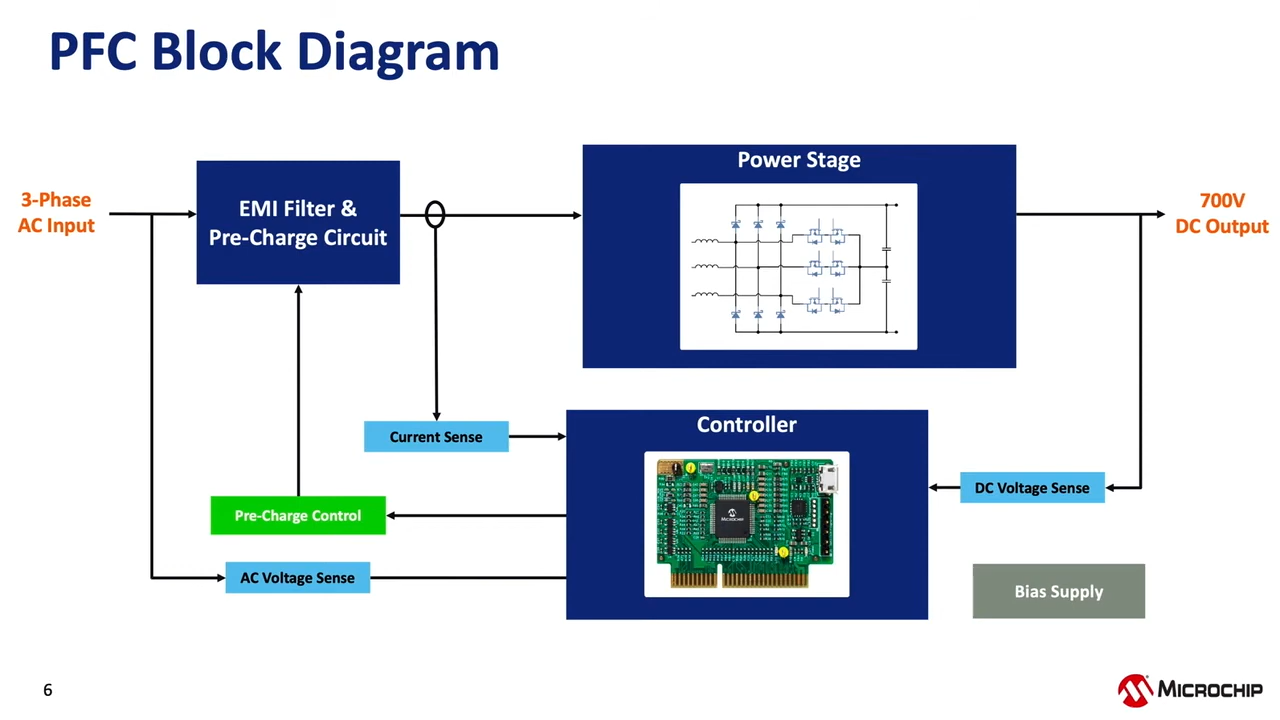 PFC Block Diagram
3-Phase
AC Input
EMI Filter &
Pre-Charge Circuit
Power Stage
700V
DC Output
Current Sense
Controller
MICROCHIP
DC Voltage Sense
Pre-Charge Control
AC Voltage Sense
Bias Supply
6
MICROCHIP